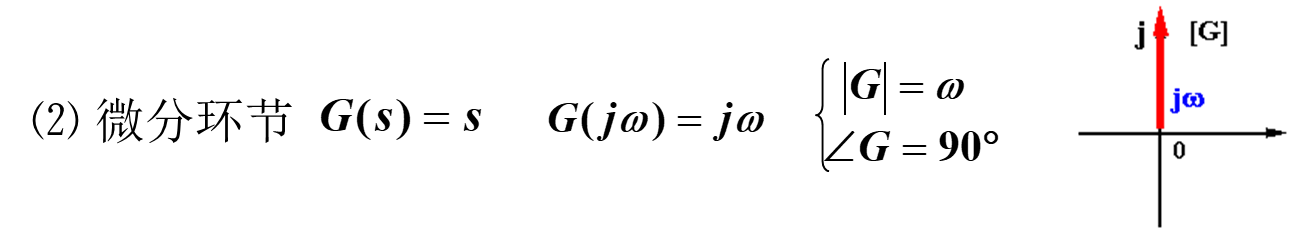 (2) 微分环节 G(s) = s G(jω) = jω { |G| = ω
∠G = 90°
j [G]
jω
0